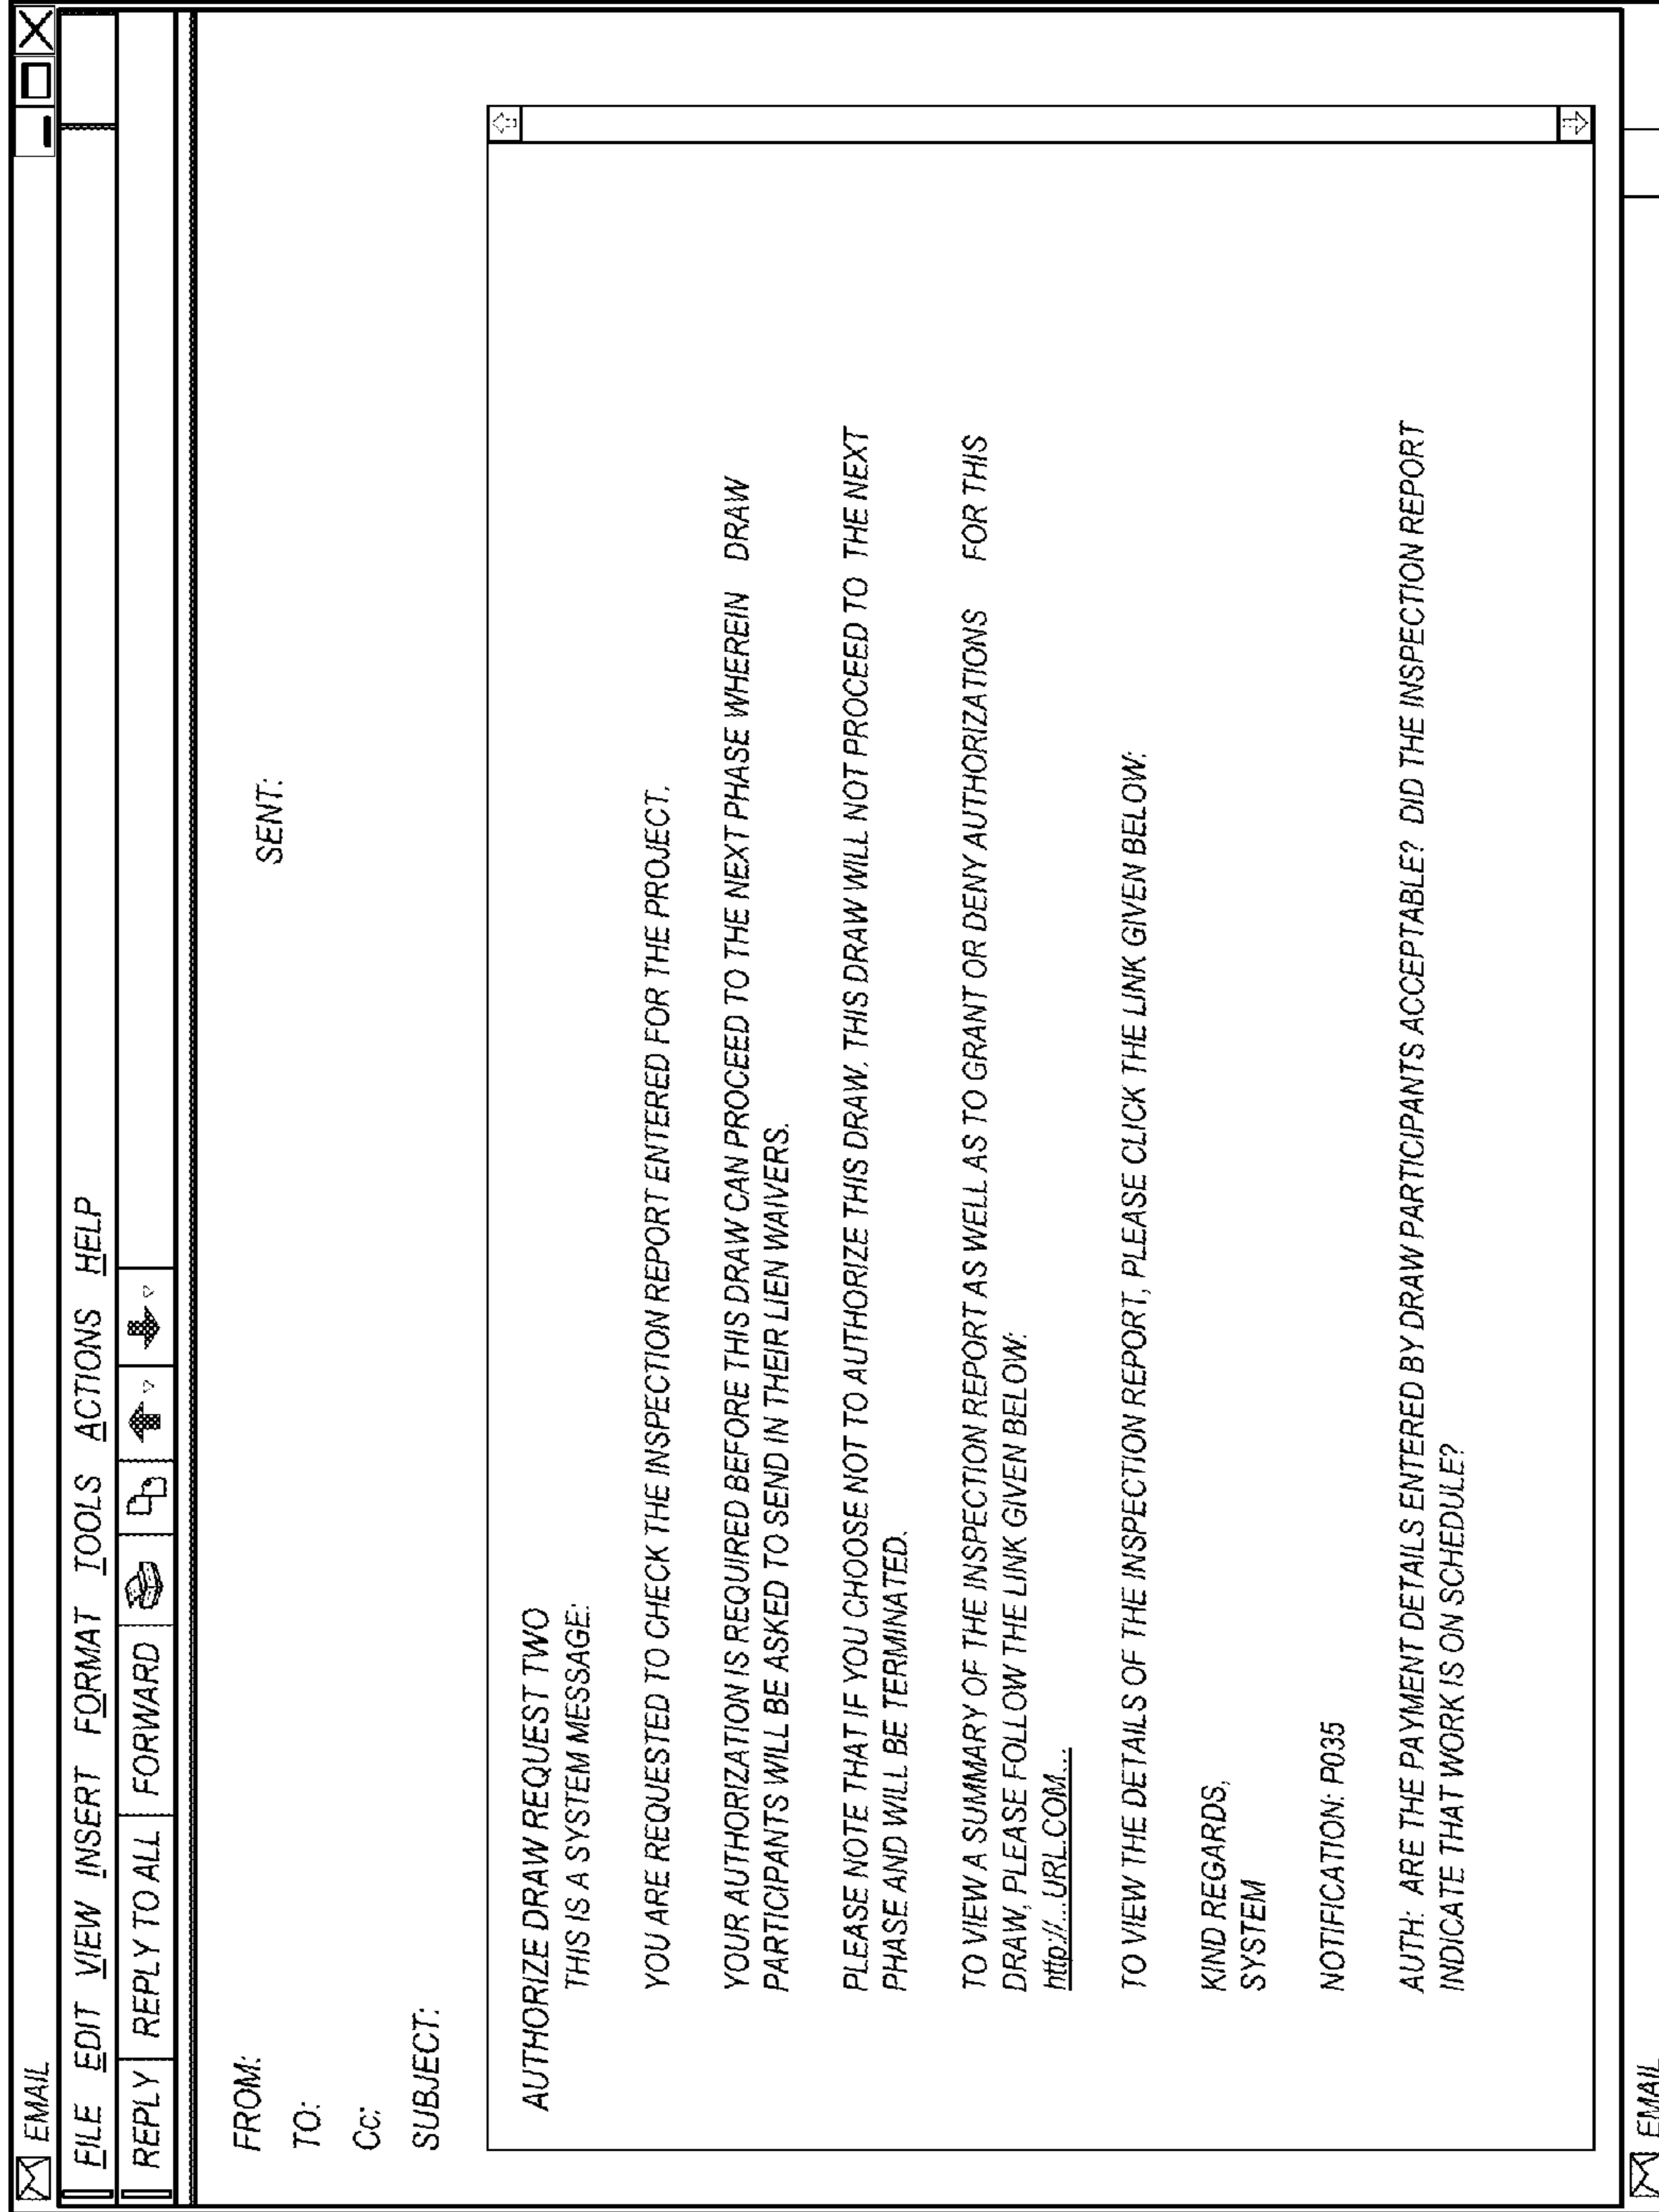 EMAIL
FILE EDIT VIEW INSERT FORMAT TOOLS ACTIONS HELP
REPLY REPLY TO ALL FORWARD
FROM:
SENT:
TO:
Cc:
SUBJECT:
AUTHORIZE DRAW REQUEST TWO
THIS IS A SYSTEM MESSAGE:
YOU ARE REQUESTED TO CHECK THE INSPECTION REPORT ENTERED FOR THE PROJECT.
YOUR AUTHORIZATION IS REQUIRED BEFORE THIS DRAW CAN PROCEED TO THE NEXT PHASE WHEREIN DRAW
PARTICIPANTS WILL BE ASKED TO SEND IN THEIR LIEN WAIVERS.
PLEASE NOTE THAT IF YOU CHOOSE NOT TO AUTHORIZE THIS DRAW, THIS DRAW WILL NOT PROCEED TO THE NEXT
PHASE AND WILL BE TERMINATED.
TO VIEW A SUMMARY OF THE INSPECTION REPORT AS WELL AS TO GRANT OR DENY AUTHORIZATIONS FOR THIS
DRAW, PLEASE FOLLOW THE LINK GIVEN BELOW:
http://...URL.COM...
TO VIEW THE DETAILS OF THE INSPECTION REPORT, PLEASE CLICK THE LINK GIVEN BELOW:
KIND REGARDS,
SYSTEM
NOTIFICATION: P035
AUTH: ARE THE PAYMENT DETAILS ENTERED BY DRAW PARTICIPANTS ACCEPTABLE? DID THE INSPECTION REPORT
INDICATE THAT WORK IS ON SCHEDULE?
EMAIL